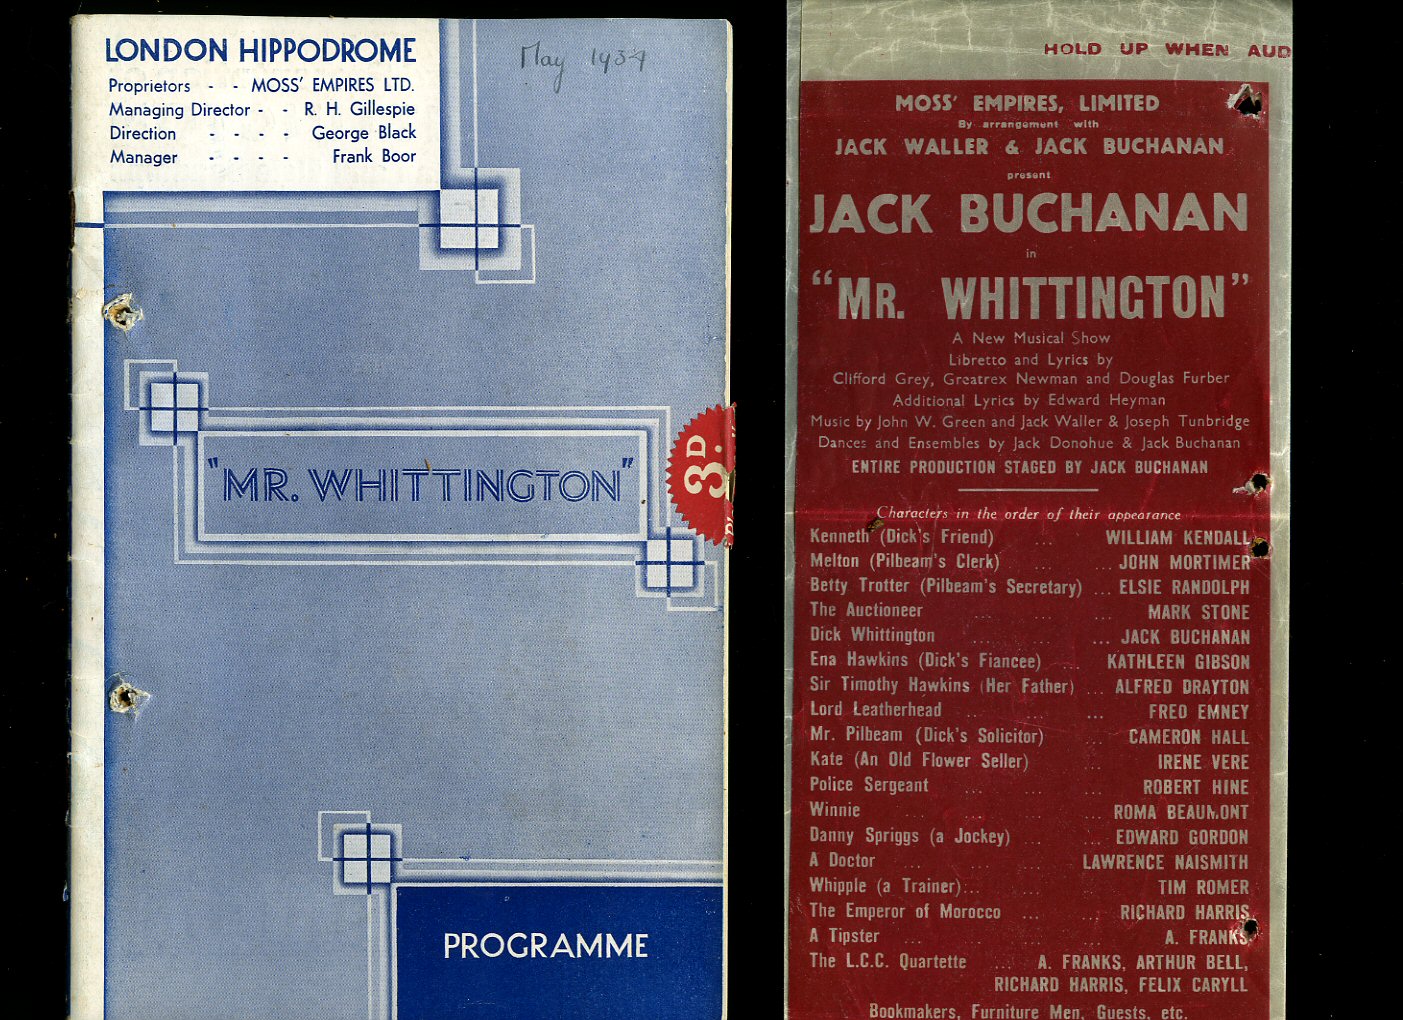 LONDON HIPPODROME
Proprietors - - MOSS' EMPIRES LTD.
Managing Director - - R. H. Gillespie
Direction - - - - George Black
Manager - - - - Frank Boor
May 1934
"MR. WHITTINGTON"
3D
PROGRAMME
HOLD UP WHEN AUD
MOSS' EMPIRES, LIMITED
By arrangement with
JACK WALLER & JACK BUCHANAN
present
JACK BUCHANAN
in
"MR. WHITTINGTON"
A New Musical Show
Libretto and Lyrics by
Clifford Grey, Greatrex Newman and Douglas Furber
Additional Lyrics by Edward Heyman
Music by John W. Green and Jack Waller & Joseph Tunbridge
Dances and Ensembles by Jack Donohue & Jack Buchanan
ENTIRE PRODUCTION STAGED BY JACK BUCHANAN
Characters in the order of their appearance
Kenneth (Dick's Friend) ... WILLIAM KENDALL
Melton (Pilbeam's Clerk) ... ... JOHN MORTIMER
Betty Trotter (Pilbeam's Secretary) ... ELSIE RANDOLPH
The Auctioneer ... ... ... MARK STONE
Dick Whittington ... ... ... JACK BUCHANAN
Ena Hawkins (Dick's Fiancee) ... KATHLEEN GIBSON
Sir Timothy Hawkins (Her Father) ... ALFRED DRAYTON
Lord Leatherhead ... ... ... FRED EMNEY
Mr. Pilbeam (Dick's Solicitor) ... CAMERON HALL
Kate (An Old Flower Seller) ... IRENE VERE
Police Sergeant ... ... ... ROBERT HINE
Winnie ... ... ... ROMA BEAUMONT
Danny Spriggs (a Jockey) ... ... EDWARD GORDON
A Doctor ... ... LAWRENCE NAISMITH
Whipple (a Trainer) ... ... ... TIM ROMER
The Emperor of Morocco ... ... RICHARD HARRIS
A Tipster ... ... ... A. FRANKS
The L.C.C. Quartette ... A. FRANKS, ARTHUR BELL,
RICHARD HARRIS, FELIX CARYLL
Bookmakers, Furniture Men, Guests, etc.